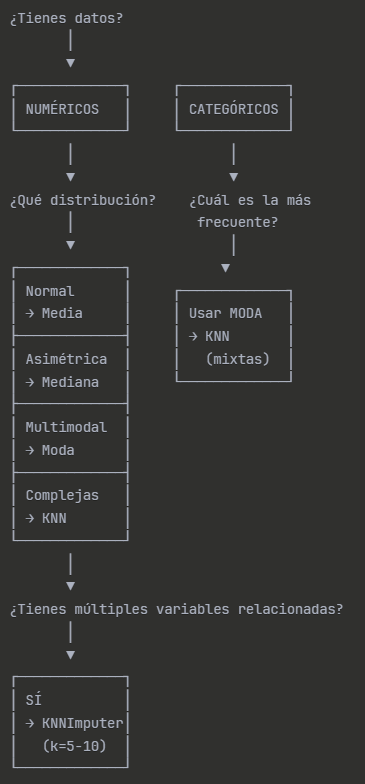 ¿Tienes datos?
NUMÉRICOS
CATEGÓRICOS
¿Qué distribución?
¿Cuál es la más
frecuente?
Normal
→ Media
Asimétrica
→ Mediana
Multimodal
→ Moda
Complejas
→ KNN
Usar MODA
→ KNN
(mixtas)
¿Tienes múltiples variables relacionadas?
SÍ
→ KNNImputer
(k=5-10)